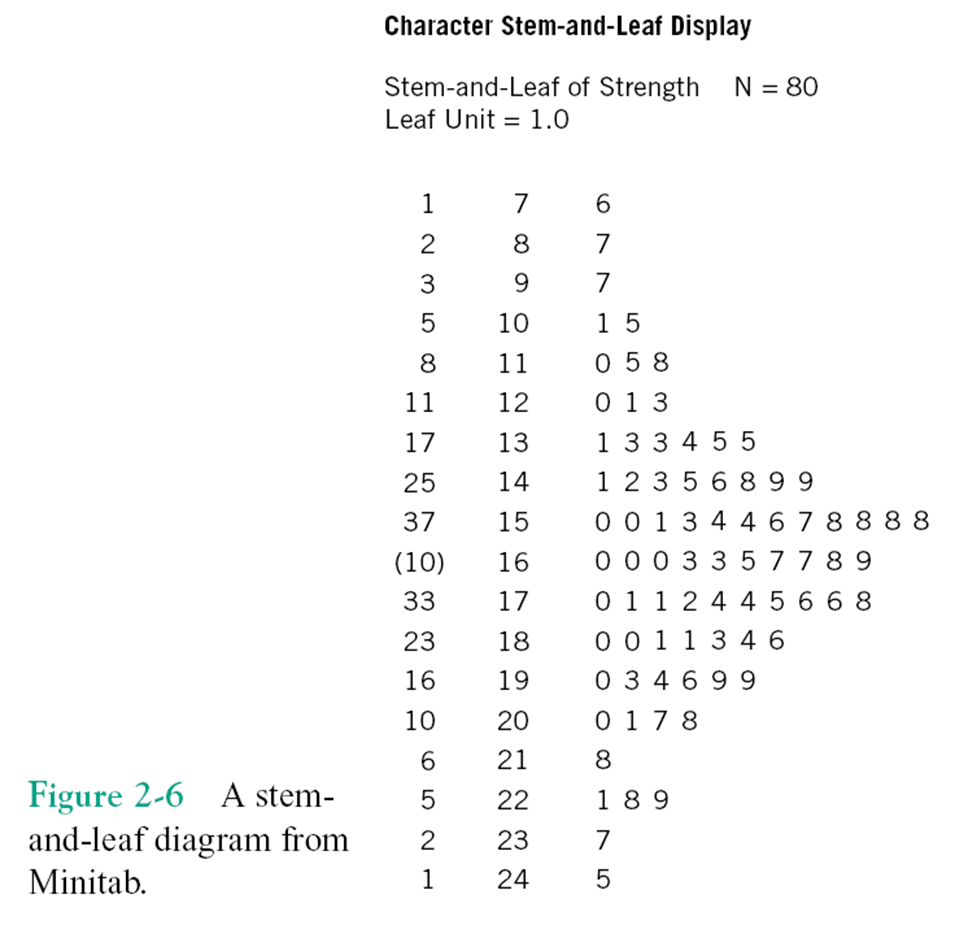 Character Stem-and-Leaf Display
Stem-and-Leaf of Strength N = 80
Leaf Unit = 1.0
1 7 6
2 8 7
3 9 7
5 10 1 5
8 11 0 5 8
11 12 0 1 3
17 13 1 3 3 4 5 5
25 14 1 2 3 5 6 8 9 9
37 15 0 0 1 3 4 4 6 7 8 8 8 8
(10) 16 0 0 0 3 3 5 7 7 8 9
33 17 0 1 1 2 4 4 5 6 6 8
23 18 0 0 1 1 3 4 6
16 19 0 3 4 6 9 9
10 20 0 1 7 8
6 21 8
5 22 1 8 9
2 23 7
1 24 5
Figure 2-6 A stem-
and-leaf diagram from
Minitab.